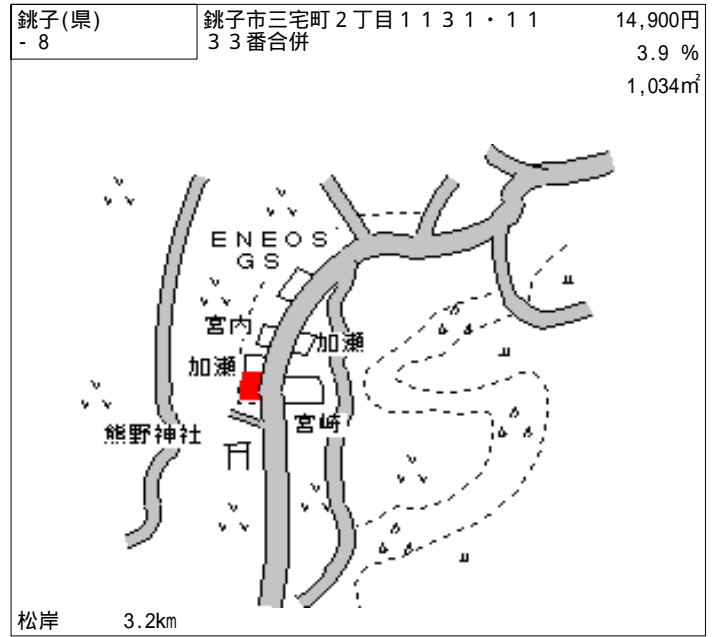 銚子(県)
- 8
銚子市三宅町２丁目１１３１・１１
３３番合併
14,900円
3.9 %
1,034㎡
ＥＮＥＯＳ
ＧＳ
宮内
加瀬
加瀬
宮崎
熊野神社
松岸 3.2km